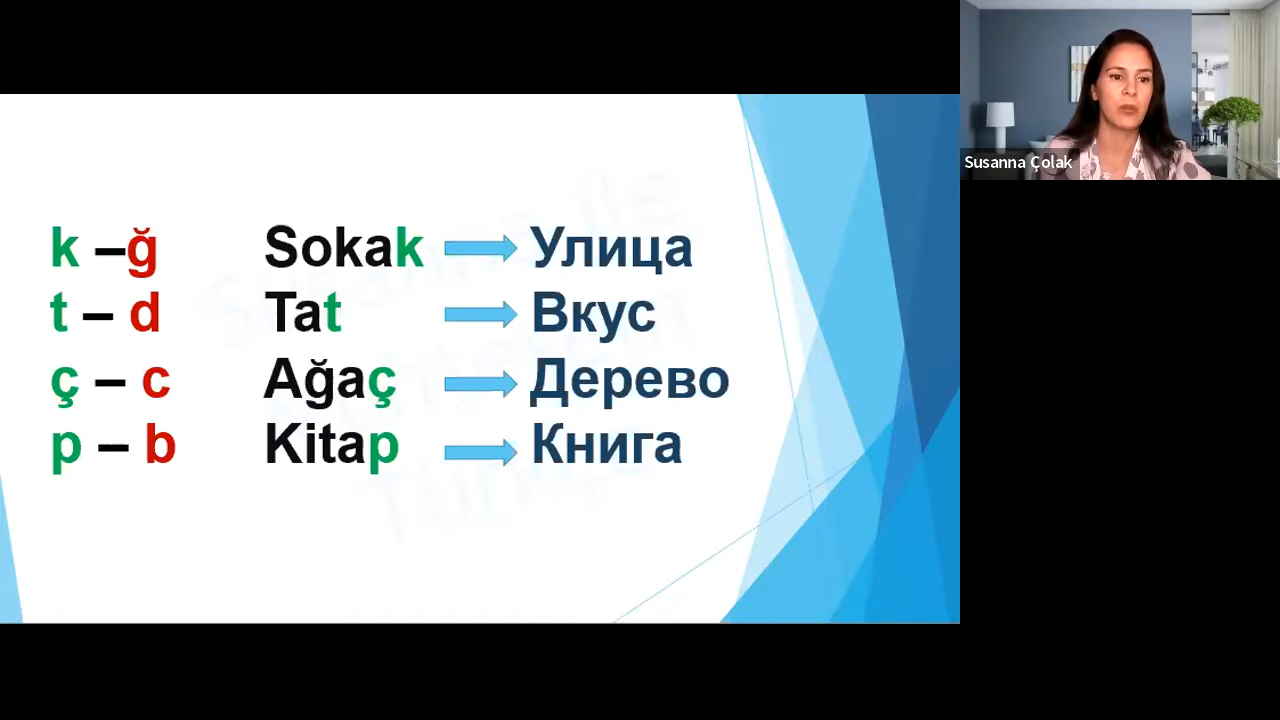 k –ğ Sokak Улица
t – d Tat Вкус
ç – c Ağaç Дерево
p – b Kitap Книга
Susanna Çolak